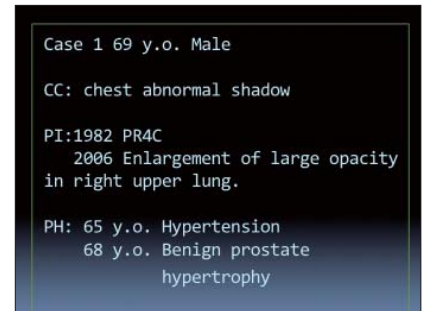 Case 1 69 y.o. Male
CC: chest abnormal shadow
PI:1982 PR4C
2006 Enlargement of large opacity
in right upper lung.
PH: 65 y.o. Hypertension
68 y.o. Benign prostate
hypertrophy